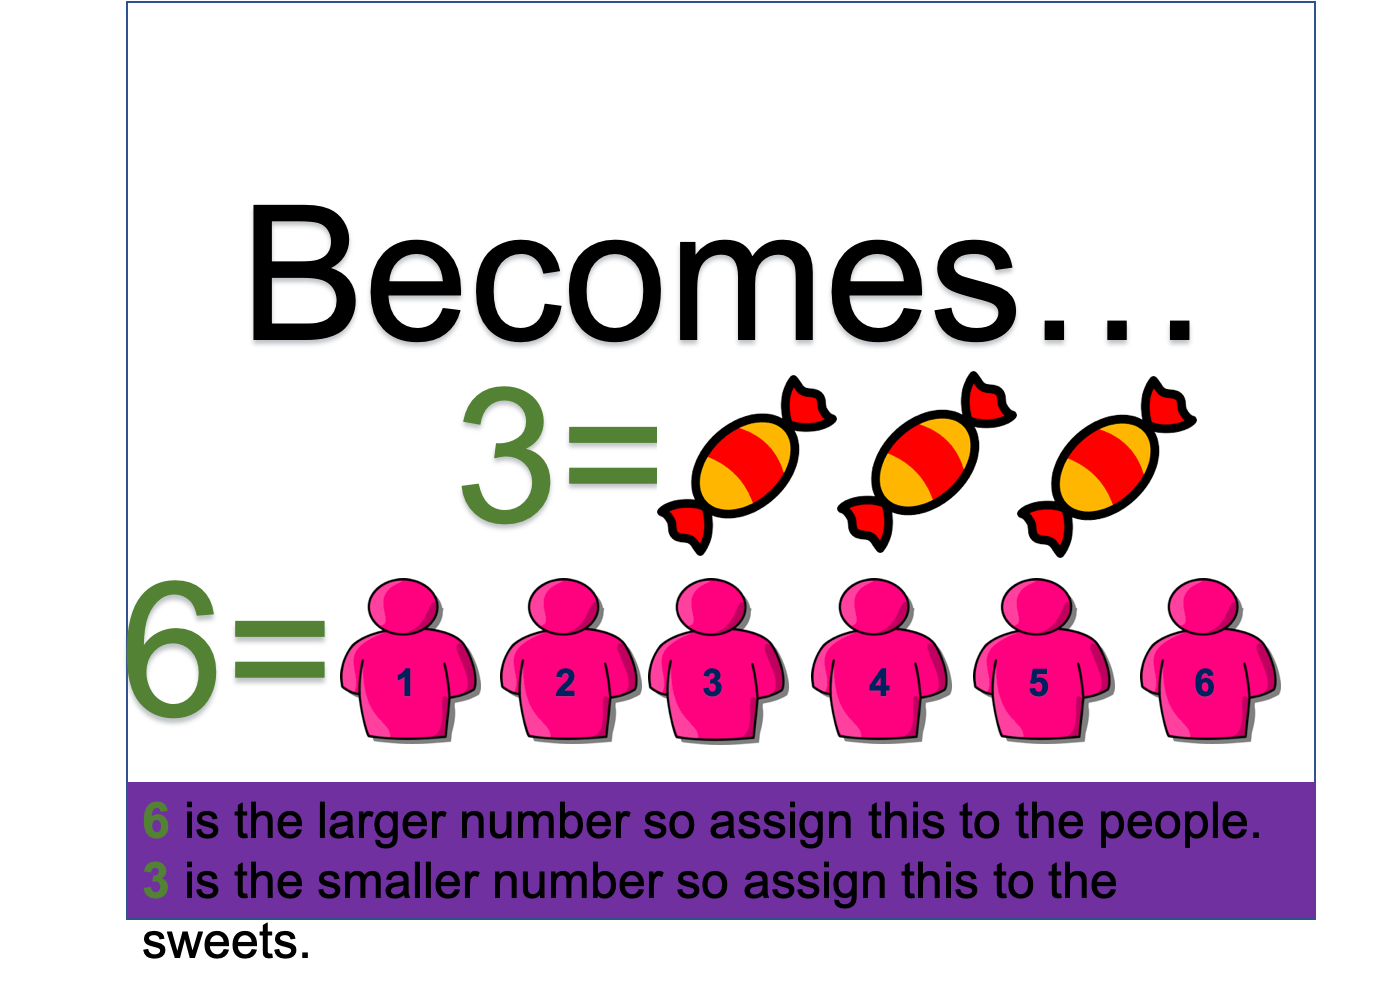 Becomes…
3=
6=
1 2 3 4 5 6
6 is the larger number so assign this to the people.
3 is the smaller number so assign this to the
sweets.